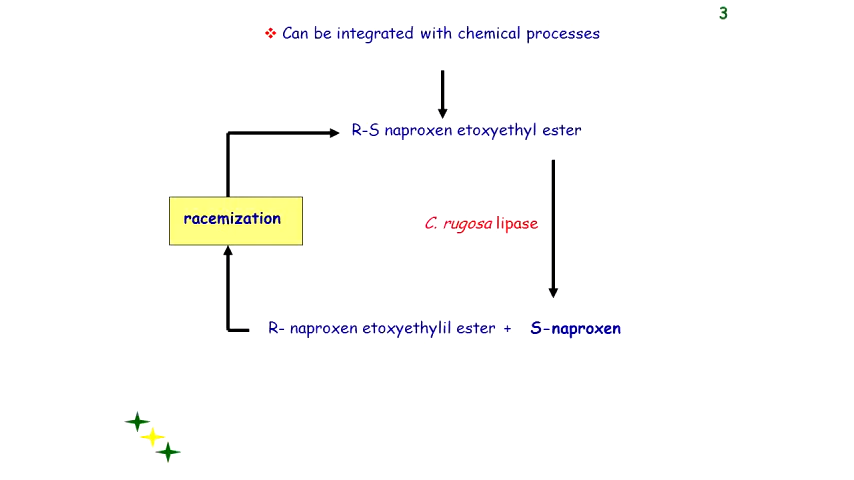 3
❖ Can be integrated with chemical processes
R-S naproxen etoxyethyl ester
racemization
C. rugosa lipase
R- naproxen etoxyethylil ester + S-naproxen